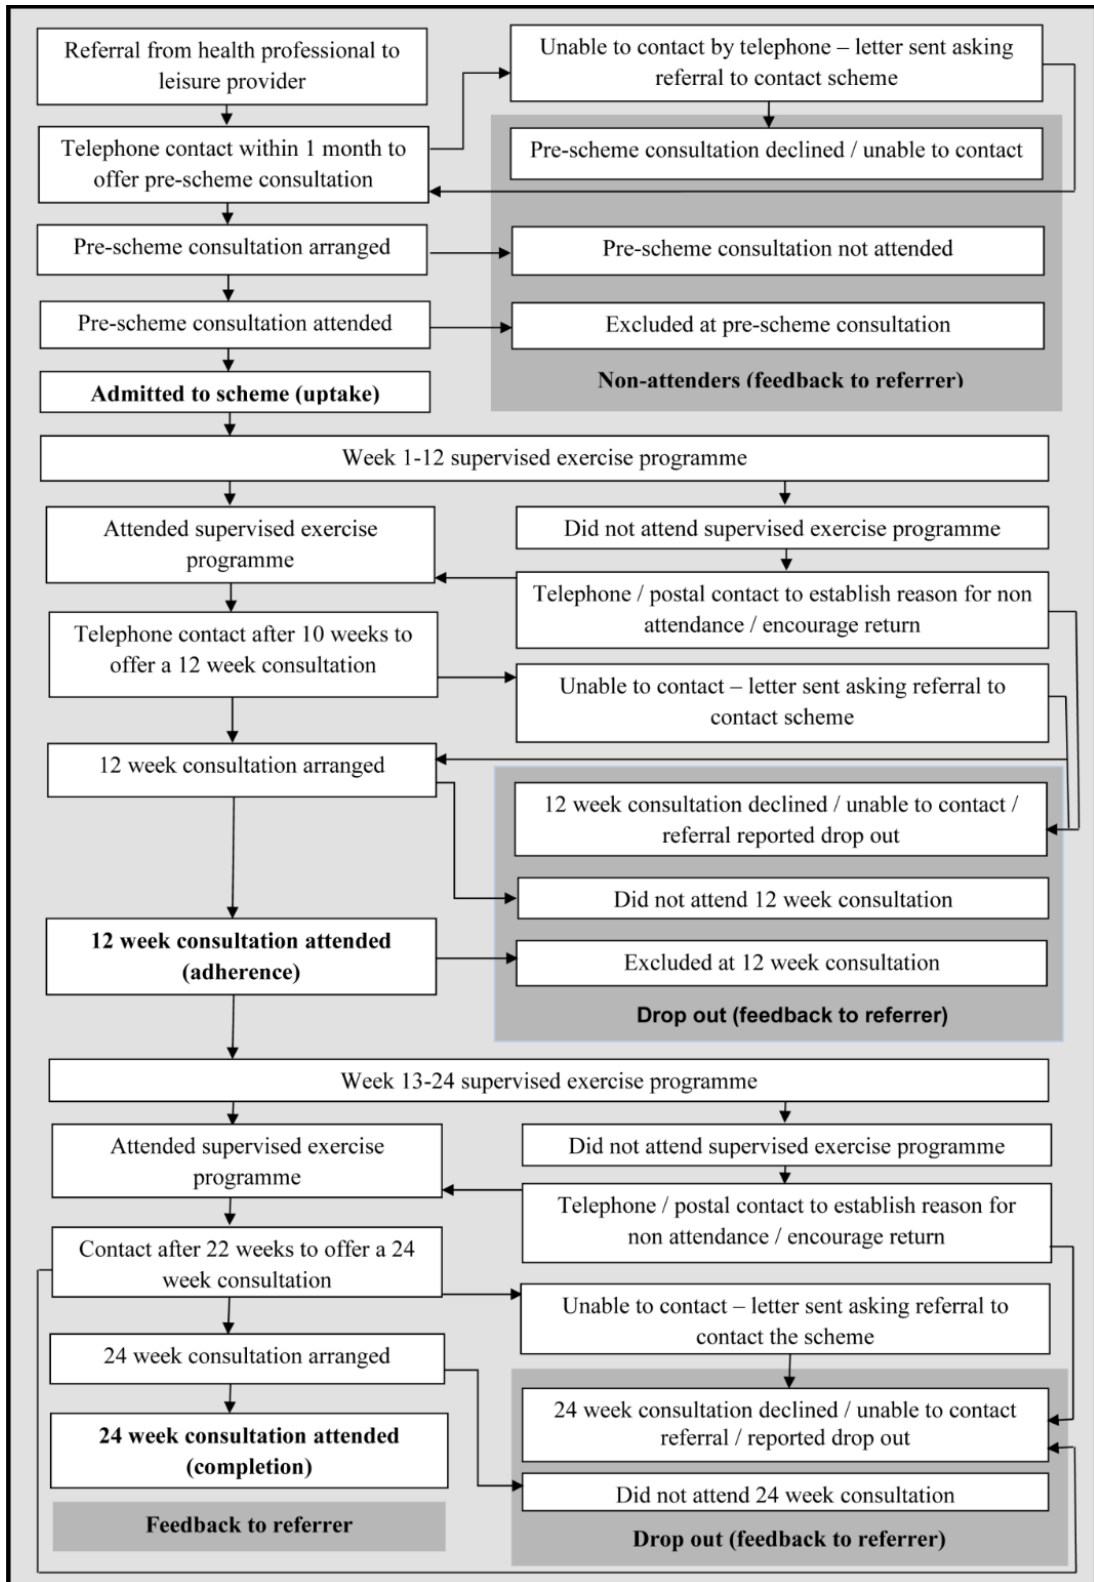 Referral from health professional to
leisure provider
Unable to contact by telephone – letter sent asking
referral to contact scheme
Telephone contact within 1 month to
offer pre-scheme consultation
Pre-scheme consultation declined / unable to contact
Pre-scheme consultation arranged
Pre-scheme consultation not attended
Pre-scheme consultation attended
Excluded at pre-scheme consultation
Non-attenders (feedback to referrer)
Admitted to scheme (uptake)
Week 1-12 supervised exercise programme
Attended supervised exercise
programme
Did not attend supervised exercise programme
Telephone / postal contact to establish reason for non
attendance / encourage return
Telephone contact after 10 weeks to
offer a 12 week consultation
Unable to contact – letter sent asking referral to
contact scheme
12 week consultation arranged
12 week consultation declined / unable to contact /
referral reported drop out
Did not attend 12 week consultation
12 week consultation attended
(adherence)
Excluded at 12 week consultation
Drop out (feedback to referrer)
Week 13-24 supervised exercise programme
Attended supervised exercise
programme
Did not attend supervised exercise programme
Telephone / postal contact to establish reason for
non attendance / encourage return
Contact after 22 weeks to offer a 24
week consultation
Unable to contact – letter sent asking referral to
contact the scheme
24 week consultation arranged
24 week consultation declined / unable to contact
referral / reported drop out
24 week consultation attended
(completion)
Did not attend 24 week consultation
Feedback to referrer
Drop out (feedback to referrer)